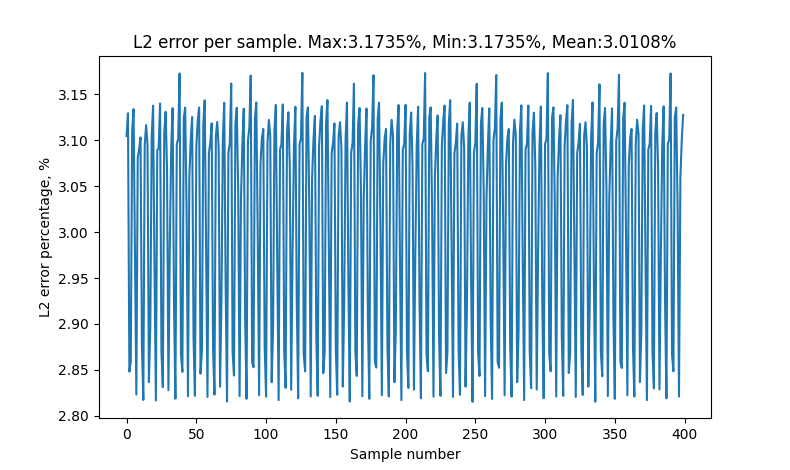 L2 error per sample. Max:3.1735%, Min:3.1735%, Mean:3.0108%
L2 error percentage, %
3.15
3.10
3.05
3.00
2.95
2.90
2.85
2.80
0 50 100 150 200 250 300 350 400
Sample number